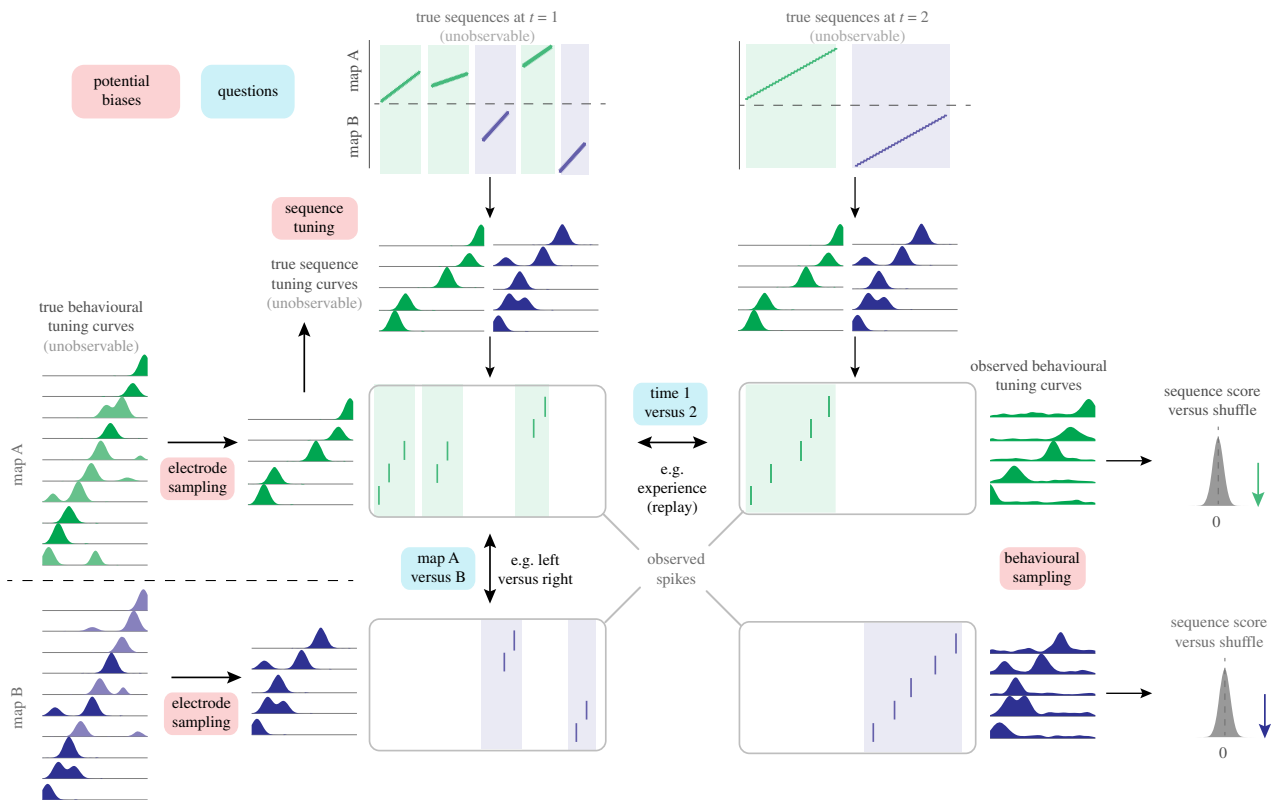 true sequences at t = 1
(unobservable)
true sequences at t = 2
(unobservable)
map A
map B
potential
biases
questions
sequence
tuning
true sequence
tuning curves
(unobservable)
true behavioural
tuning curves
(unobservable)
map A
electrode
sampling
time 1
versus 2
e.g.
experience
(replay)
observed behavioural
tuning curves
sequence score
versus shuffle
0
map A
versus B
e.g. left
versus right
observed
spikes
behavioural
sampling
map B
electrode
sampling
sequence score
versus shuffle
0